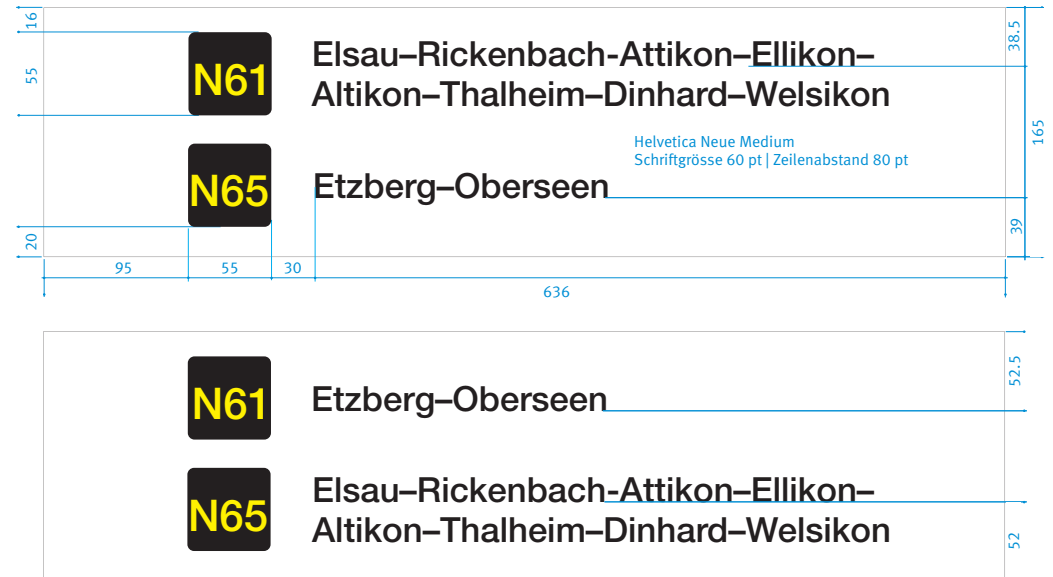 16
55
20
N61
Elsau–Rickenbach-Attikon–Ellikon–
Altikon–Thalheim–Dinhard–Welsikon
Helvetica Neue Medium
Schriftgrösse 60 pt | Zeilenabstand 80 pt
N65
Etzberg–Oberseen
38.5
165
39
95
55
30
636
N61
Etzberg–Oberseen
52.5
N65
Elsau–Rickenbach-Attikon–Ellikon–
Altikon–Thalheim–Dinhard–Welsikon
52